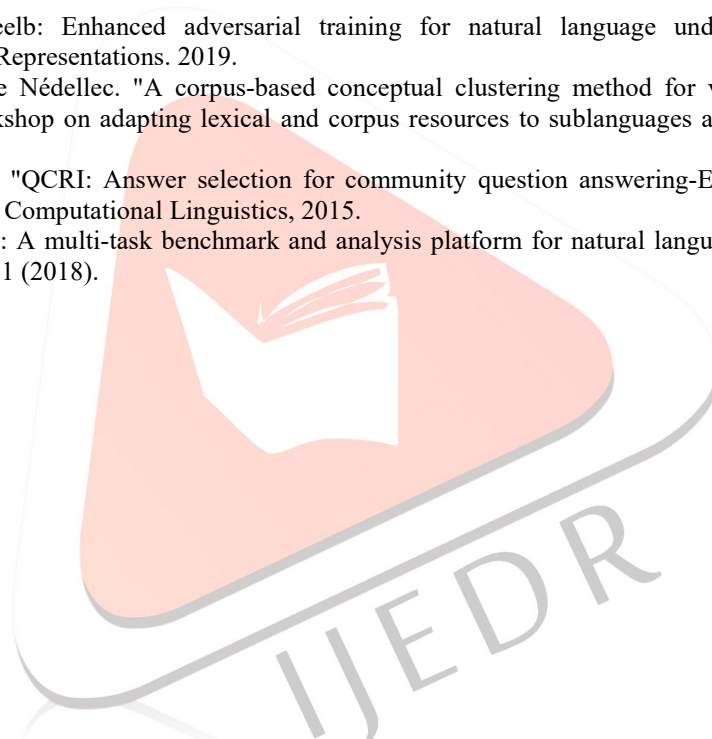 eelb: Enhanced adversarial training for natural language und
Representations. 2019.
e Nédellec. "A corpus-based conceptual clustering method for v
kshop on adapting lexical and corpus resources to sublanguages a
"QCRI: Answer selection for community question answering-E
Computational Linguistics, 2015.
: A multi-task benchmark and analysis platform for natural langu
1 (2018).
IJEDR